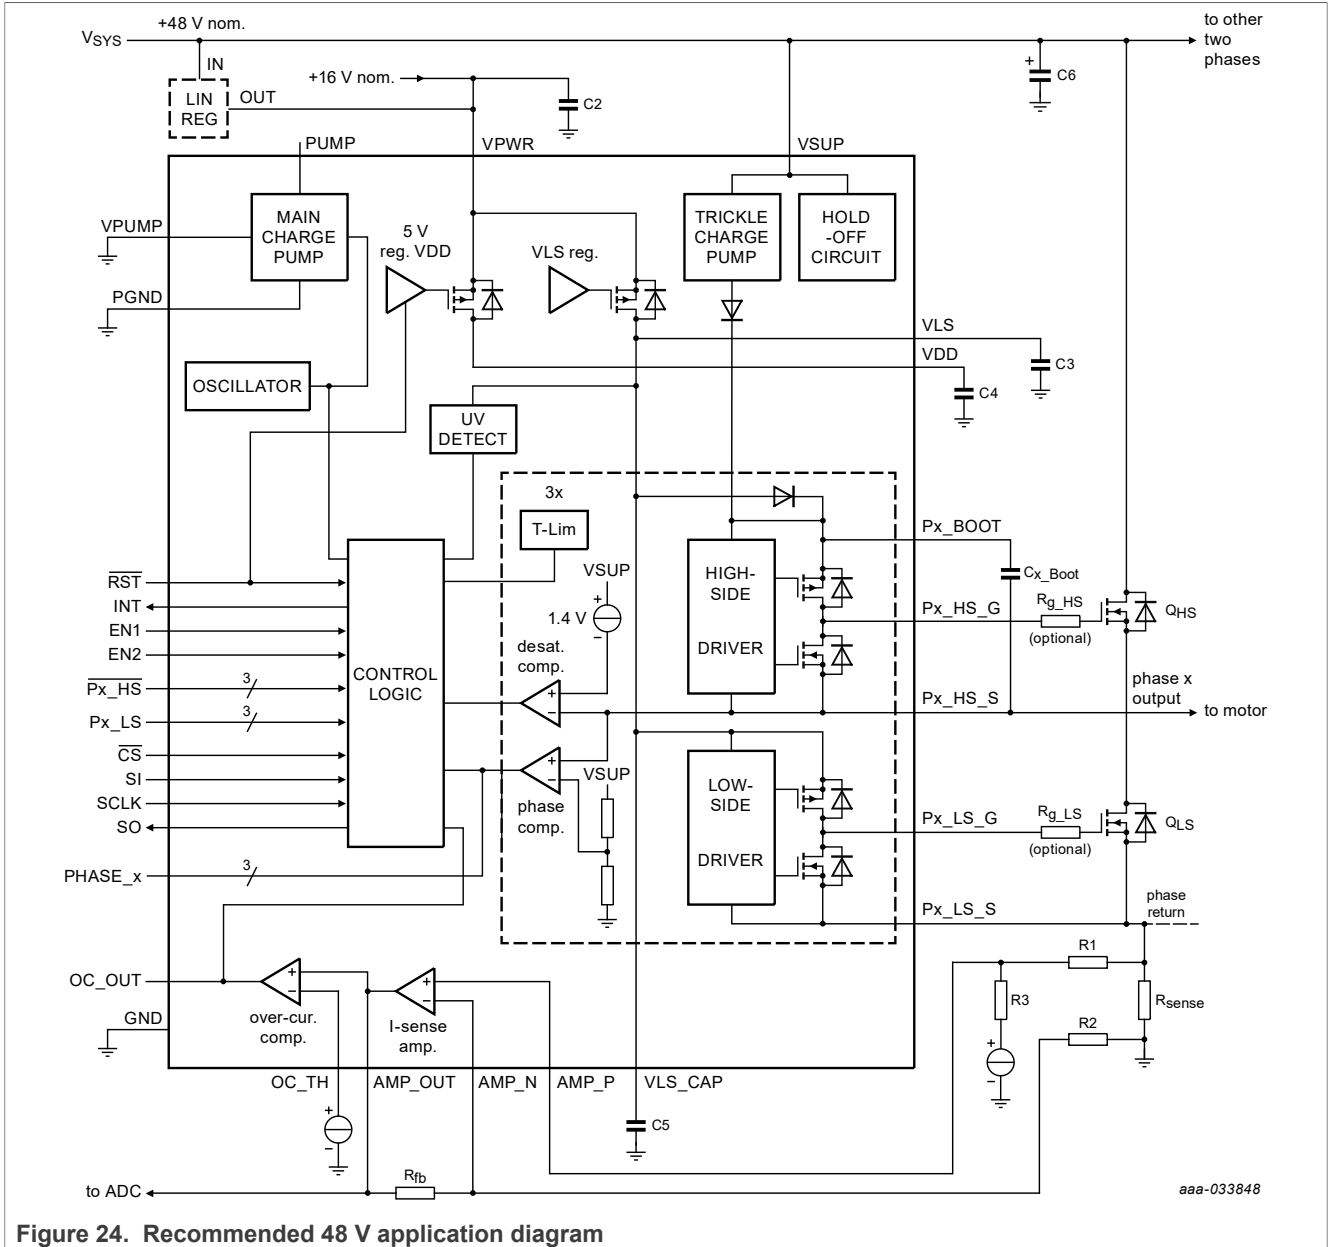 +48 V nom.
VSYS
to other
two
phases
IN
+16 V nom.
LIN
REG
OUT
C2
+
C6
PUMP
VPWR
VSUP
MAIN
CHARGE
PUMP
VPUMP
5 V
reg. VDD
VLS reg.
TRICKLE
CHARGE
PUMP
HOLD
-OFF
CIRCUIT
PGND
VLS
VDD
C3
C4
OSCILLATOR
UV
DETECT
3x
T-Lim
Px_BOOT
VSUP
+
1.4 V
−
HIGH-
SIDE
DRIVER
Cx_Boot
RST
INT
EN1
EN2
Px_HS
3
Px_LS
3
CS
SI
SCLK
SO
PHASE_x
3
CONTROL
LOGIC
desat.
comp.
+
−
Px_HS_G
Rg_HS
(optional)
QHS
Px_HS_S
phase x
output
to motor
+
−
VSUP
phase
comp.
LOW-
SIDE
DRIVER
Px_LS_G
Rg_LS
(optional)
QLS
Px_LS_S
phase
return
R1
R3
Rsense
R2
+
−
OC_OUT
+
−
over-cur.
comp.
+
−
I-sense
amp.
GND
OC_TH
AMP_OUT
AMP_N
AMP_P
VLS_CAP
+
−
C5
Rfb
to ADC
aaa-033848
Figure 24. Recommended 48 V application diagram